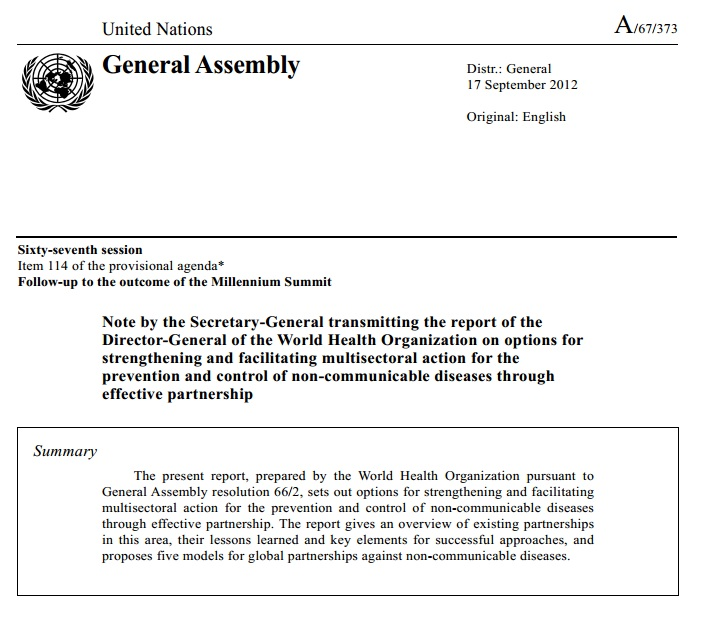 United Nations
A/67/373
General Assembly
Distr.: General
17 September 2012
Original: English
Sixty-seventh session
Item 114 of the provisional agenda*
Follow-up to the outcome of the Millennium Summit
Note by the Secretary-General transmitting the report of the
Director-General of the World Health Organization on options for
strengthening and facilitating multisectoral action for the
prevention and control of non-communicable diseases through
effective partnership
Summary
The present report, prepared by the World Health Organization pursuant to
General Assembly resolution 66/2, sets out options for strengthening and facilitating
multisectoral action for the prevention and control of non-communicable diseases
through effective partnership. The report gives an overview of existing partnerships
in this area, their lessons learned and key elements for successful approaches, and
proposes five models for global partnerships against non-communicable diseases.